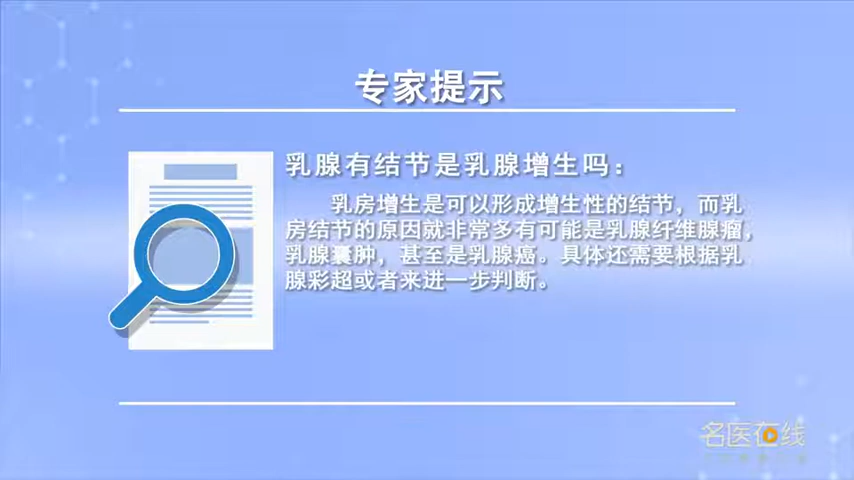 专家提示
乳腺有结节是乳腺增生吗：
乳房增生是可以形成增生性的结节，而乳
房结节的原因就非常多有可能是乳腺纤维腺瘤，
乳腺囊肿，甚至是乳腺癌。具体还需要根据乳
腺彩超或者来进一步判断。
名医在线